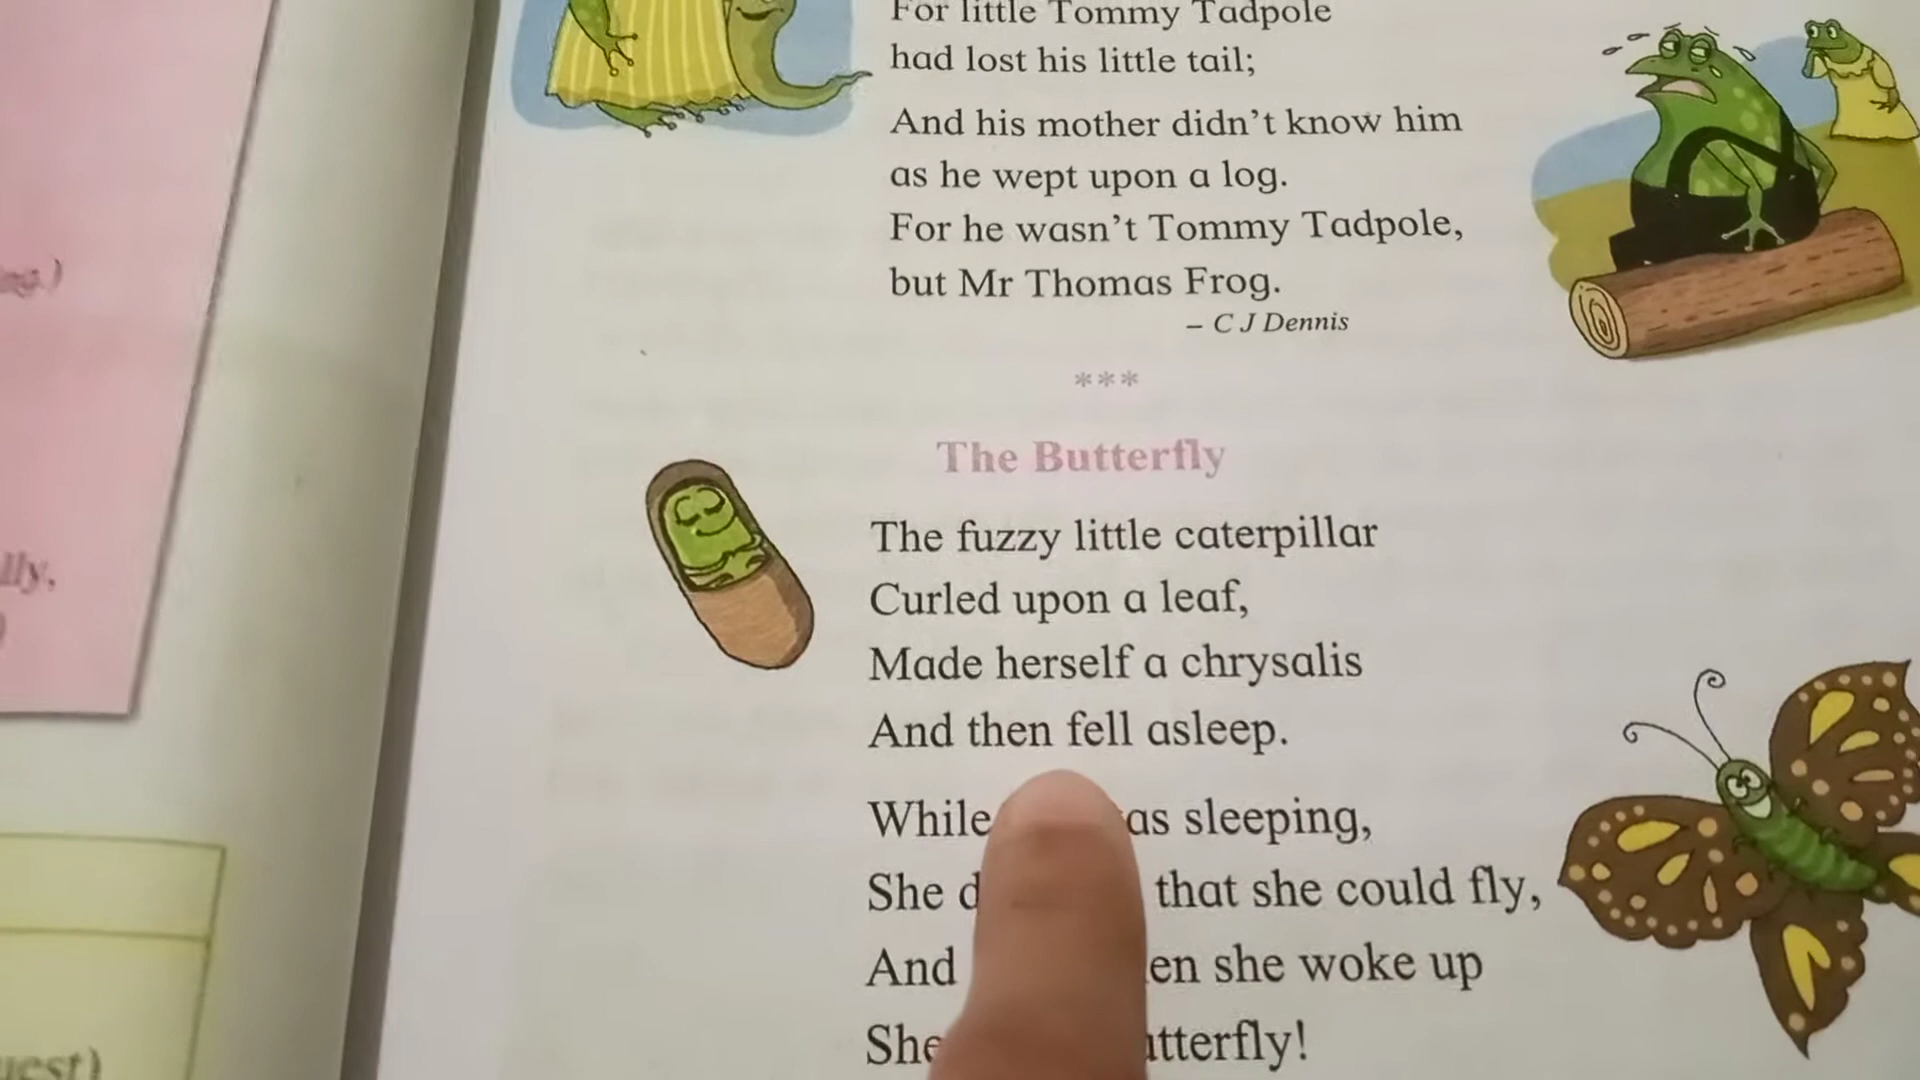 For little Tommy Tadpole
had lost his little tail;
And his mother didn't know him
as he wept upon a log.
For he wasn't Tommy Tadpole,
but Mr Thomas Frog.
– C J Dennis
***
The Butterfly
The fuzzy little caterpillar
Curled upon a leaf,
Made herself a chrysalis
And then fell asleep.
While as sleeping,
She d that she could fly,
And en she woke up
She utterfly!
lly,